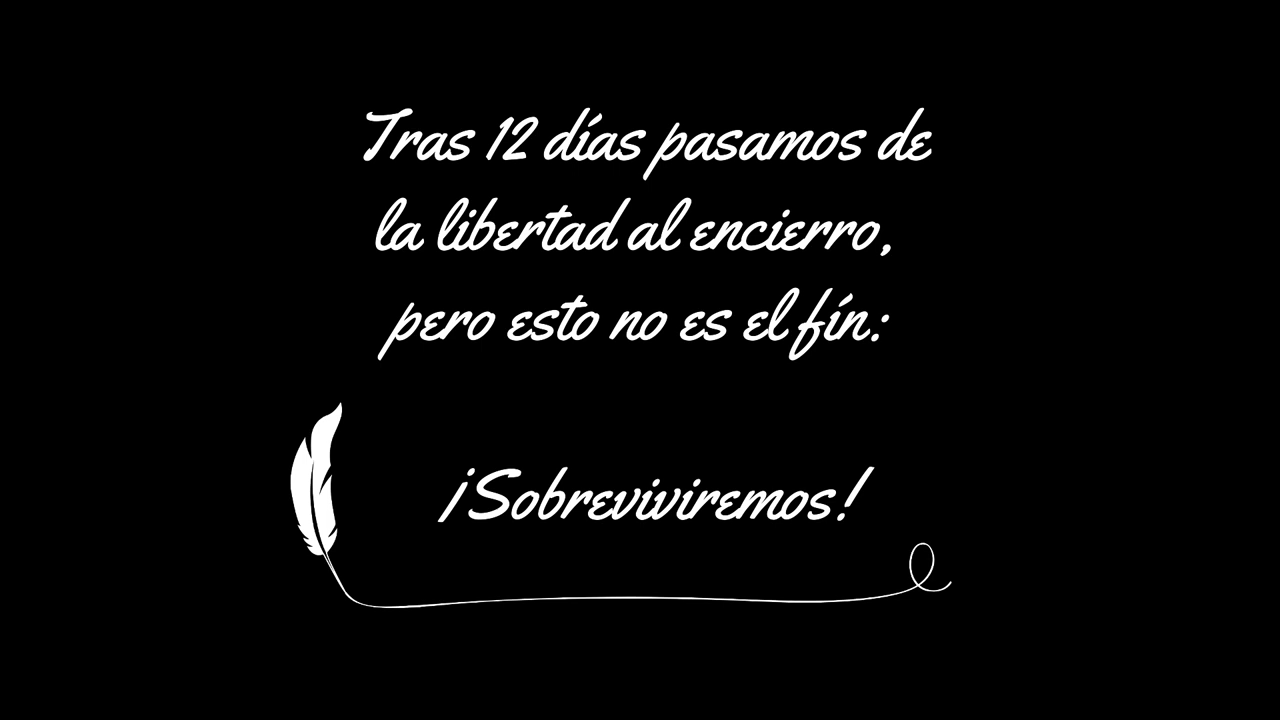 Tras 12 días pasamos de
la libertad al encierro,
pero esto no es el fín:
¡Sobreviviremos!